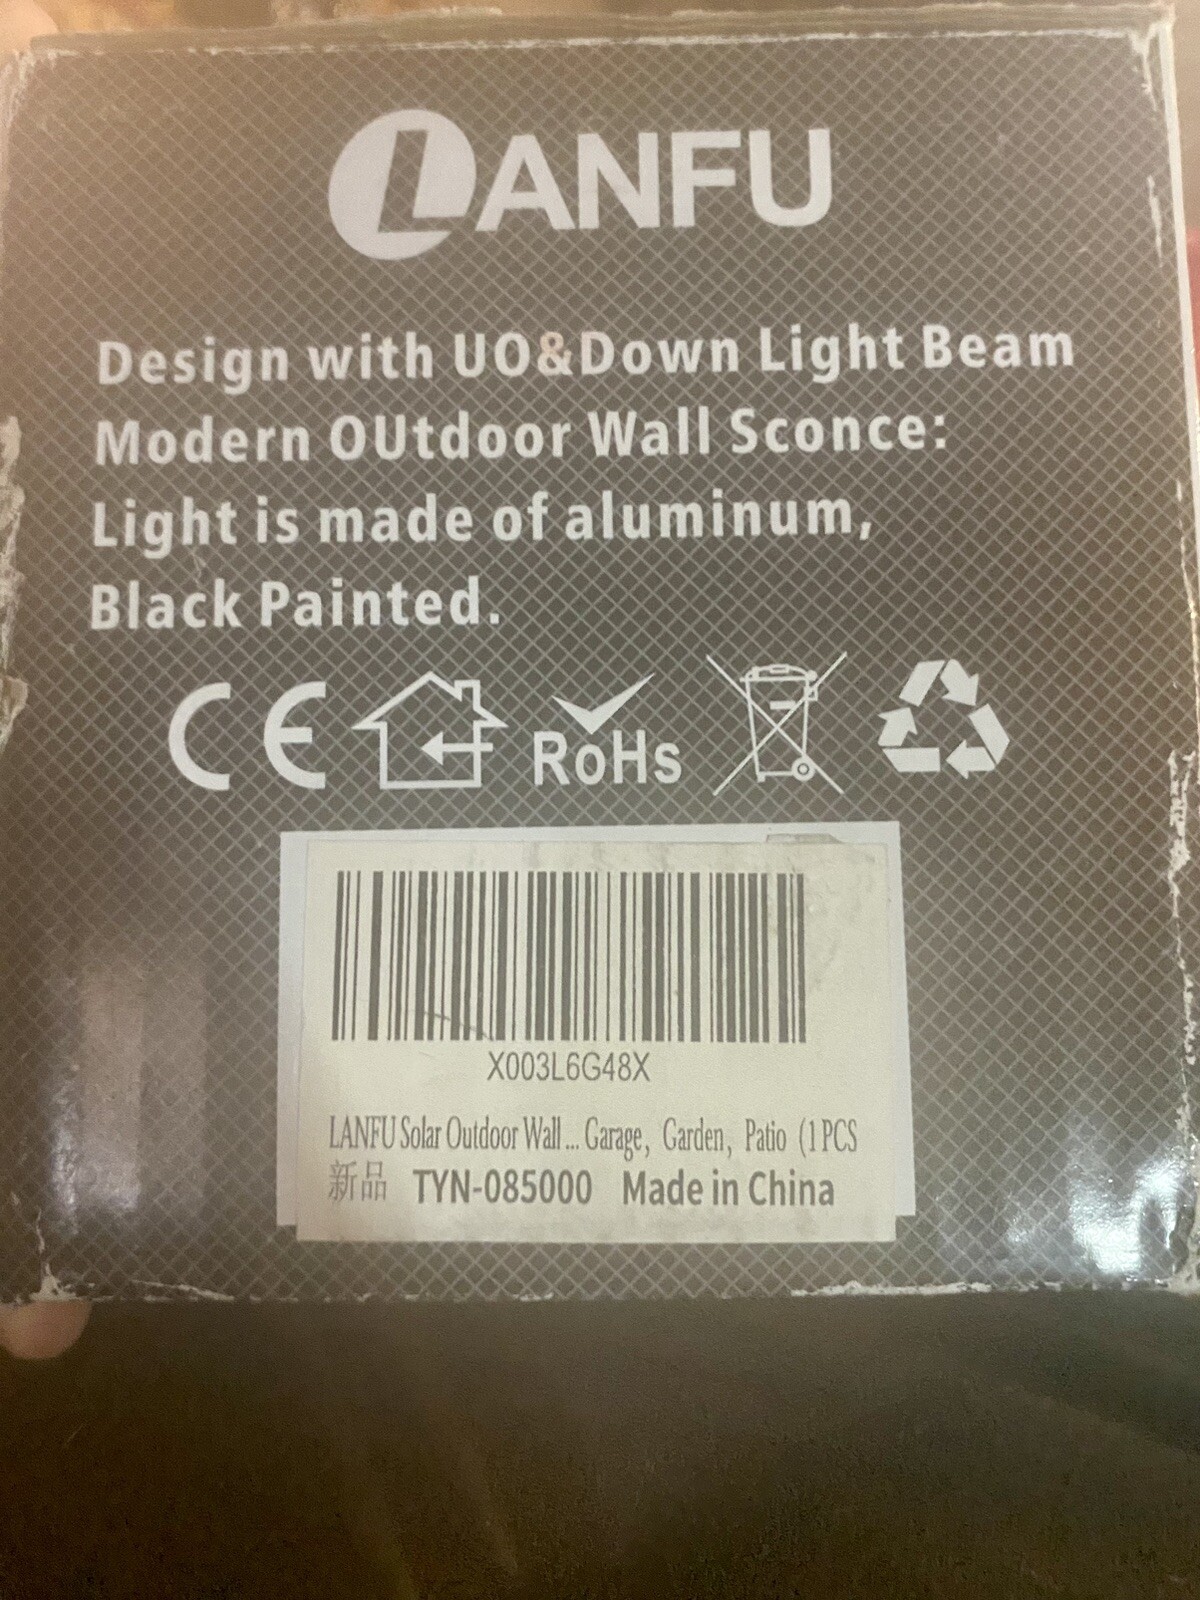 LANFU
Design with UO&Down Light Beam
Modern OUtdoor Wall Sconce:
Light is made of aluminum,
Black Painted.
CE RoHs
X003L6G48X
LANFU Solar Outdoor Wall ... Garage, Garden, Patio (1 PCS
新品 TYN-085000 Made in China